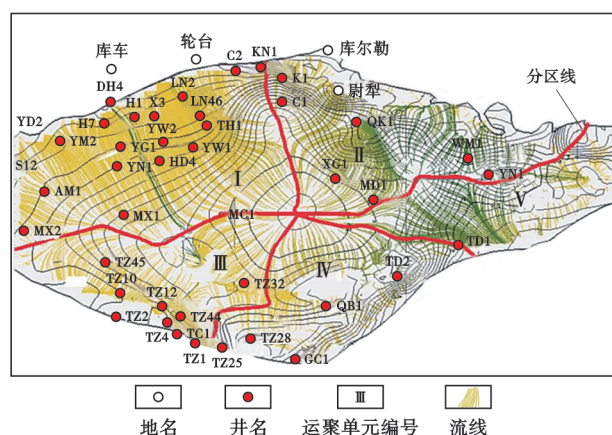 库车
轮台
C2
KN1
库尔勒
K1
尉犁
分区线
DH4
LN2
H1
X3
LN46
C1
YD2
H7
TH1
QK1
YM2
YW2
YG1
YW1
II
WM1
S12
YN1
HD4
I
XG1
YN1
AM1
MD1
V
MX1
MC1
MX2
TD1
TZ45
III
IV
TD2
TZ10
TZ32
TZ12
QB1
TZ2
TZ44
TZ4
TC1
TZ28
TZ1
TZ25
GC1
III
地名
井名
运聚单元编号
流线